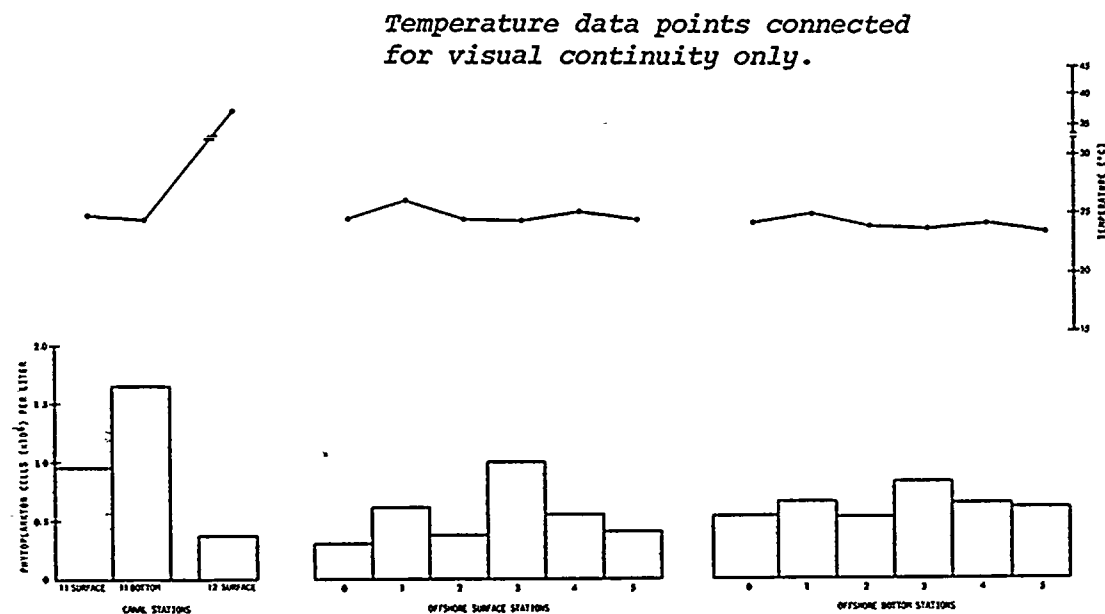 Temperature data points connected
for visual continuity only.
45
40
35
30
25
20
15
TEMPERATURE (°C)
2.0
1.5
1.0
0.5
0
PHYTOPLANKTON CELLS (x10⁶) PER LITER
11 SURFACE 11 BOTTOM 12 SURFACE
CANAL STATIONS
0 1 2 3 4 5
OFFSHORE SURFACE STATIONS
0 1 2 3 4 5
OFFSHORE BOTTOM STATIONS